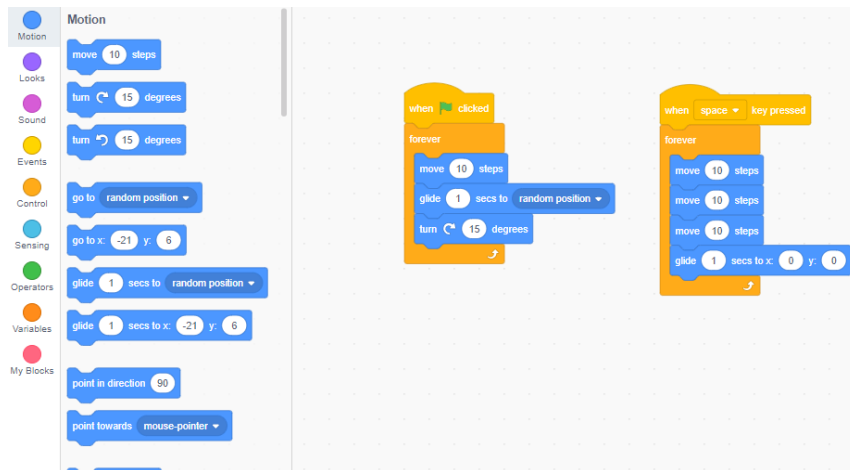 Motion
Looks
Sound
Events
Control
Sensing
Operators
Variables
My Blocks
Motion
move 10 steps
turn 15 degrees
turn 15 degrees
go to random position
go to x: -21 y: 6
glide 1 secs to random position
glide 1 secs to x: -21 y: 6
point in direction 90
point towards mouse-pointer
when clicked
forever
move 10 steps
glide 1 secs to random position
turn 15 degrees
when space key pressed
forever
move 10 steps
move 10 steps
move 10 steps
glide 1 secs to x: 0 y: 0